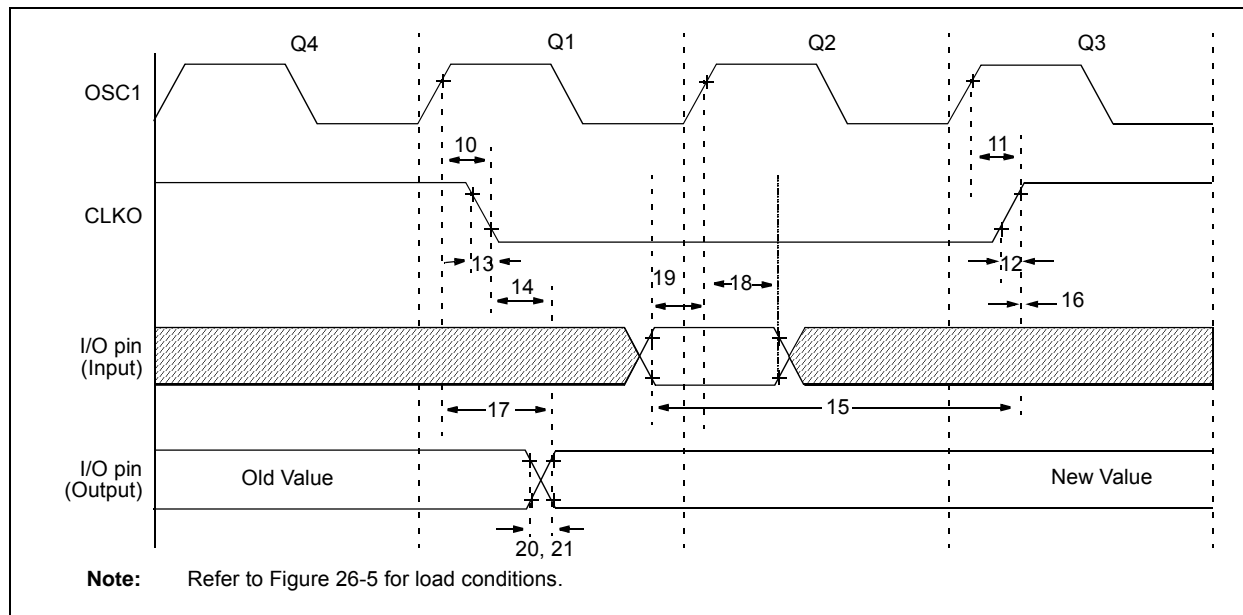 Q4 Q1 Q2 Q3
OSC1
10 11
CLKO
13 19 18 12
14 16
I/O pin
(Input)
17 15
I/O pin
(Output)
Old Value New Value
20, 21
Note: Refer to Figure 26-5 for load conditions.